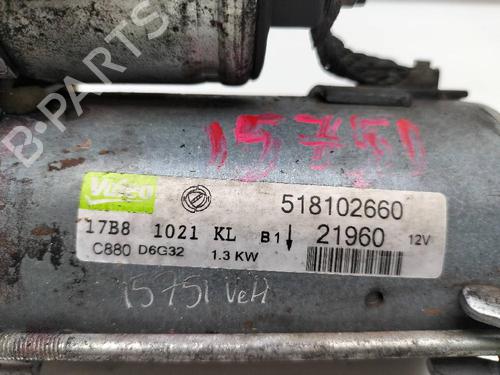 B-PARTS
15751
Valeo
518102660
17B8 1021 KL B1 21960 12V
C880 D6G32 1.3 KW
15751 VeH